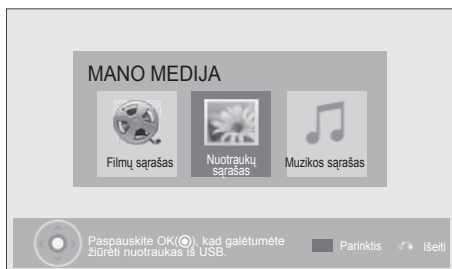 MANO MEDIJA
Filmų sąrašas
Nuotraukų
sąrašas
Muzikos sąrašas
Paspauskite OK(◉), kad galėtumėte
žiūrėti nuotraukas iš USB.
Parinktis
Išeiti